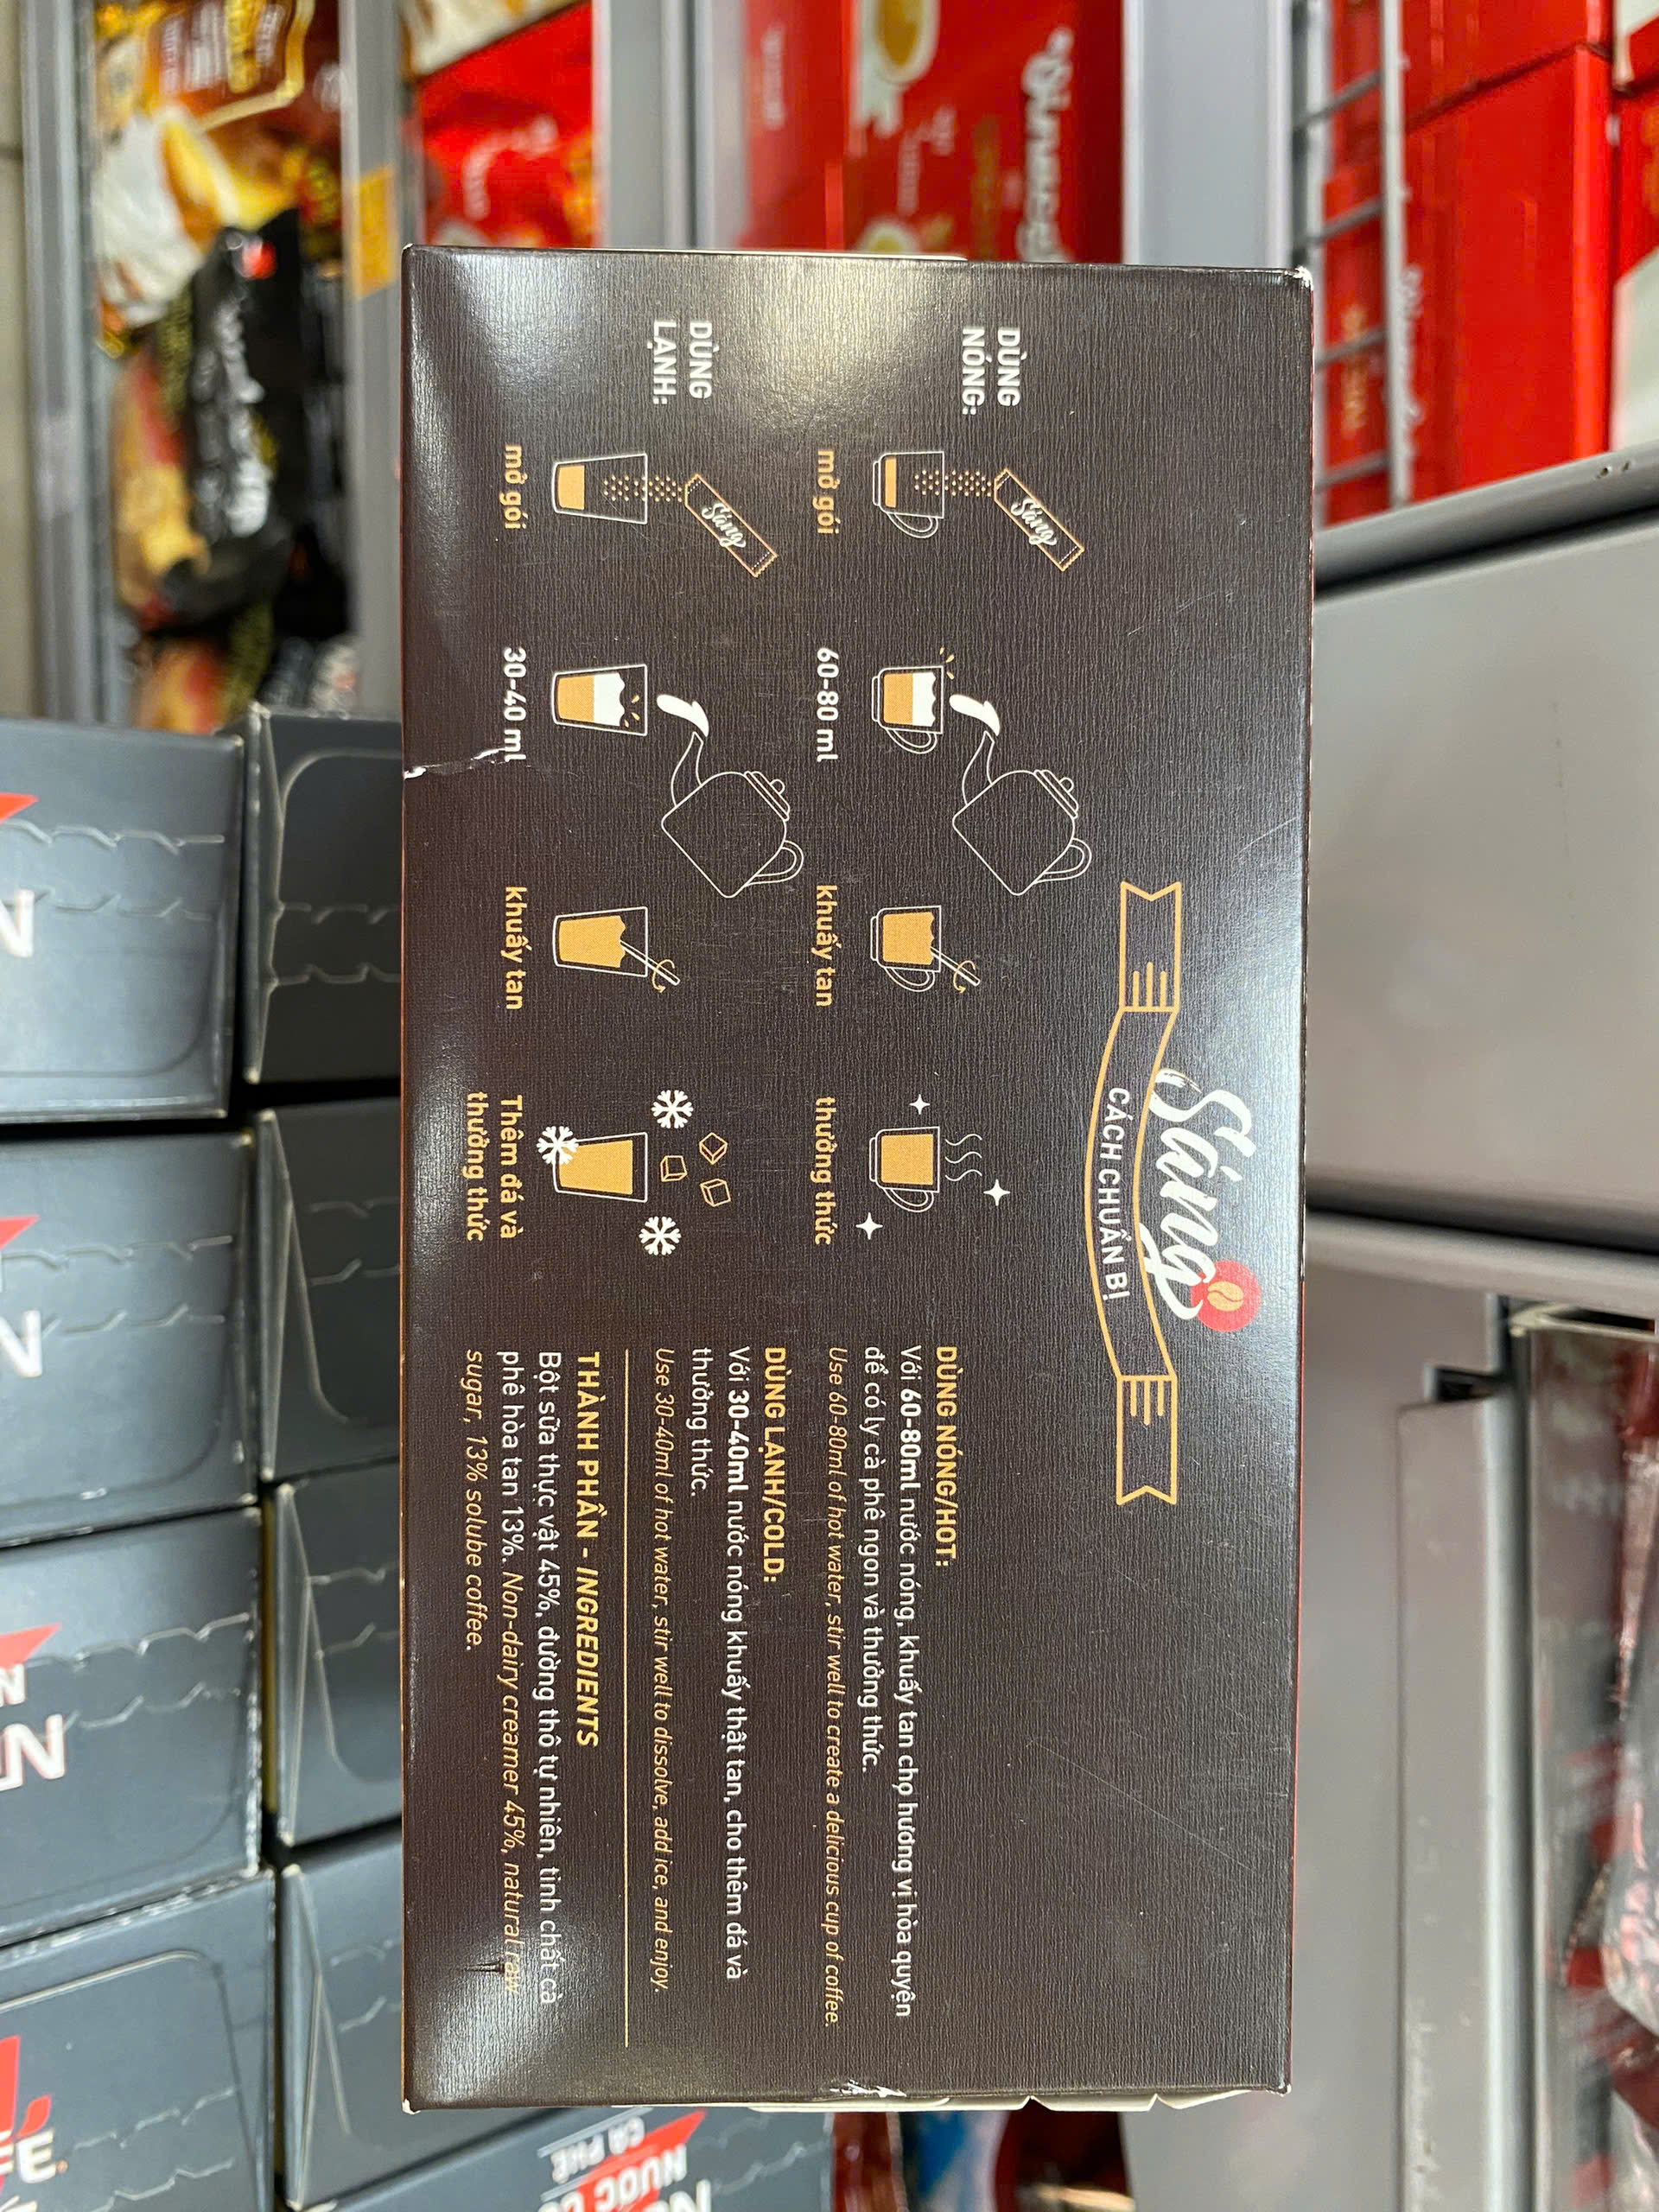 Sáng
CÁCH CHUẨN BỊ
DÙNG
NÓNG:
Sáng
mở gói
60-80 ml
khuấy tan
thưởng thức
DÙNG
LẠNH:
Sáng
mở gói
30-40 ml
khuấy tan
Thêm đá và
thưởng thức
DÙNG NÓNG/HOT:
Với 60-80ml nước nóng, khuấy tan cho hương vị hòa quyện
để có ly cà phê ngon và thưởng thức.
Use 60-80ml of hot water, stir well to create a delicious cup of coffee.
DÙNG LẠNH/COLD:
Với 30-40ml nước nóng khuấy thật tan, cho thêm đá và
thưởng thức.
Use 30-40ml of hot water, stir well to dissolve, add ice, and enjoy.
THÀNH PHẦN - INGREDIENTS
Bột sữa thực vật 45%, đường thô tự nhiên, tinh chất cà
phê hòa tan 13%. Non-dairy creamer 45%, natural raw
sugar, 13% solube coffee.
CÀ PHÊ